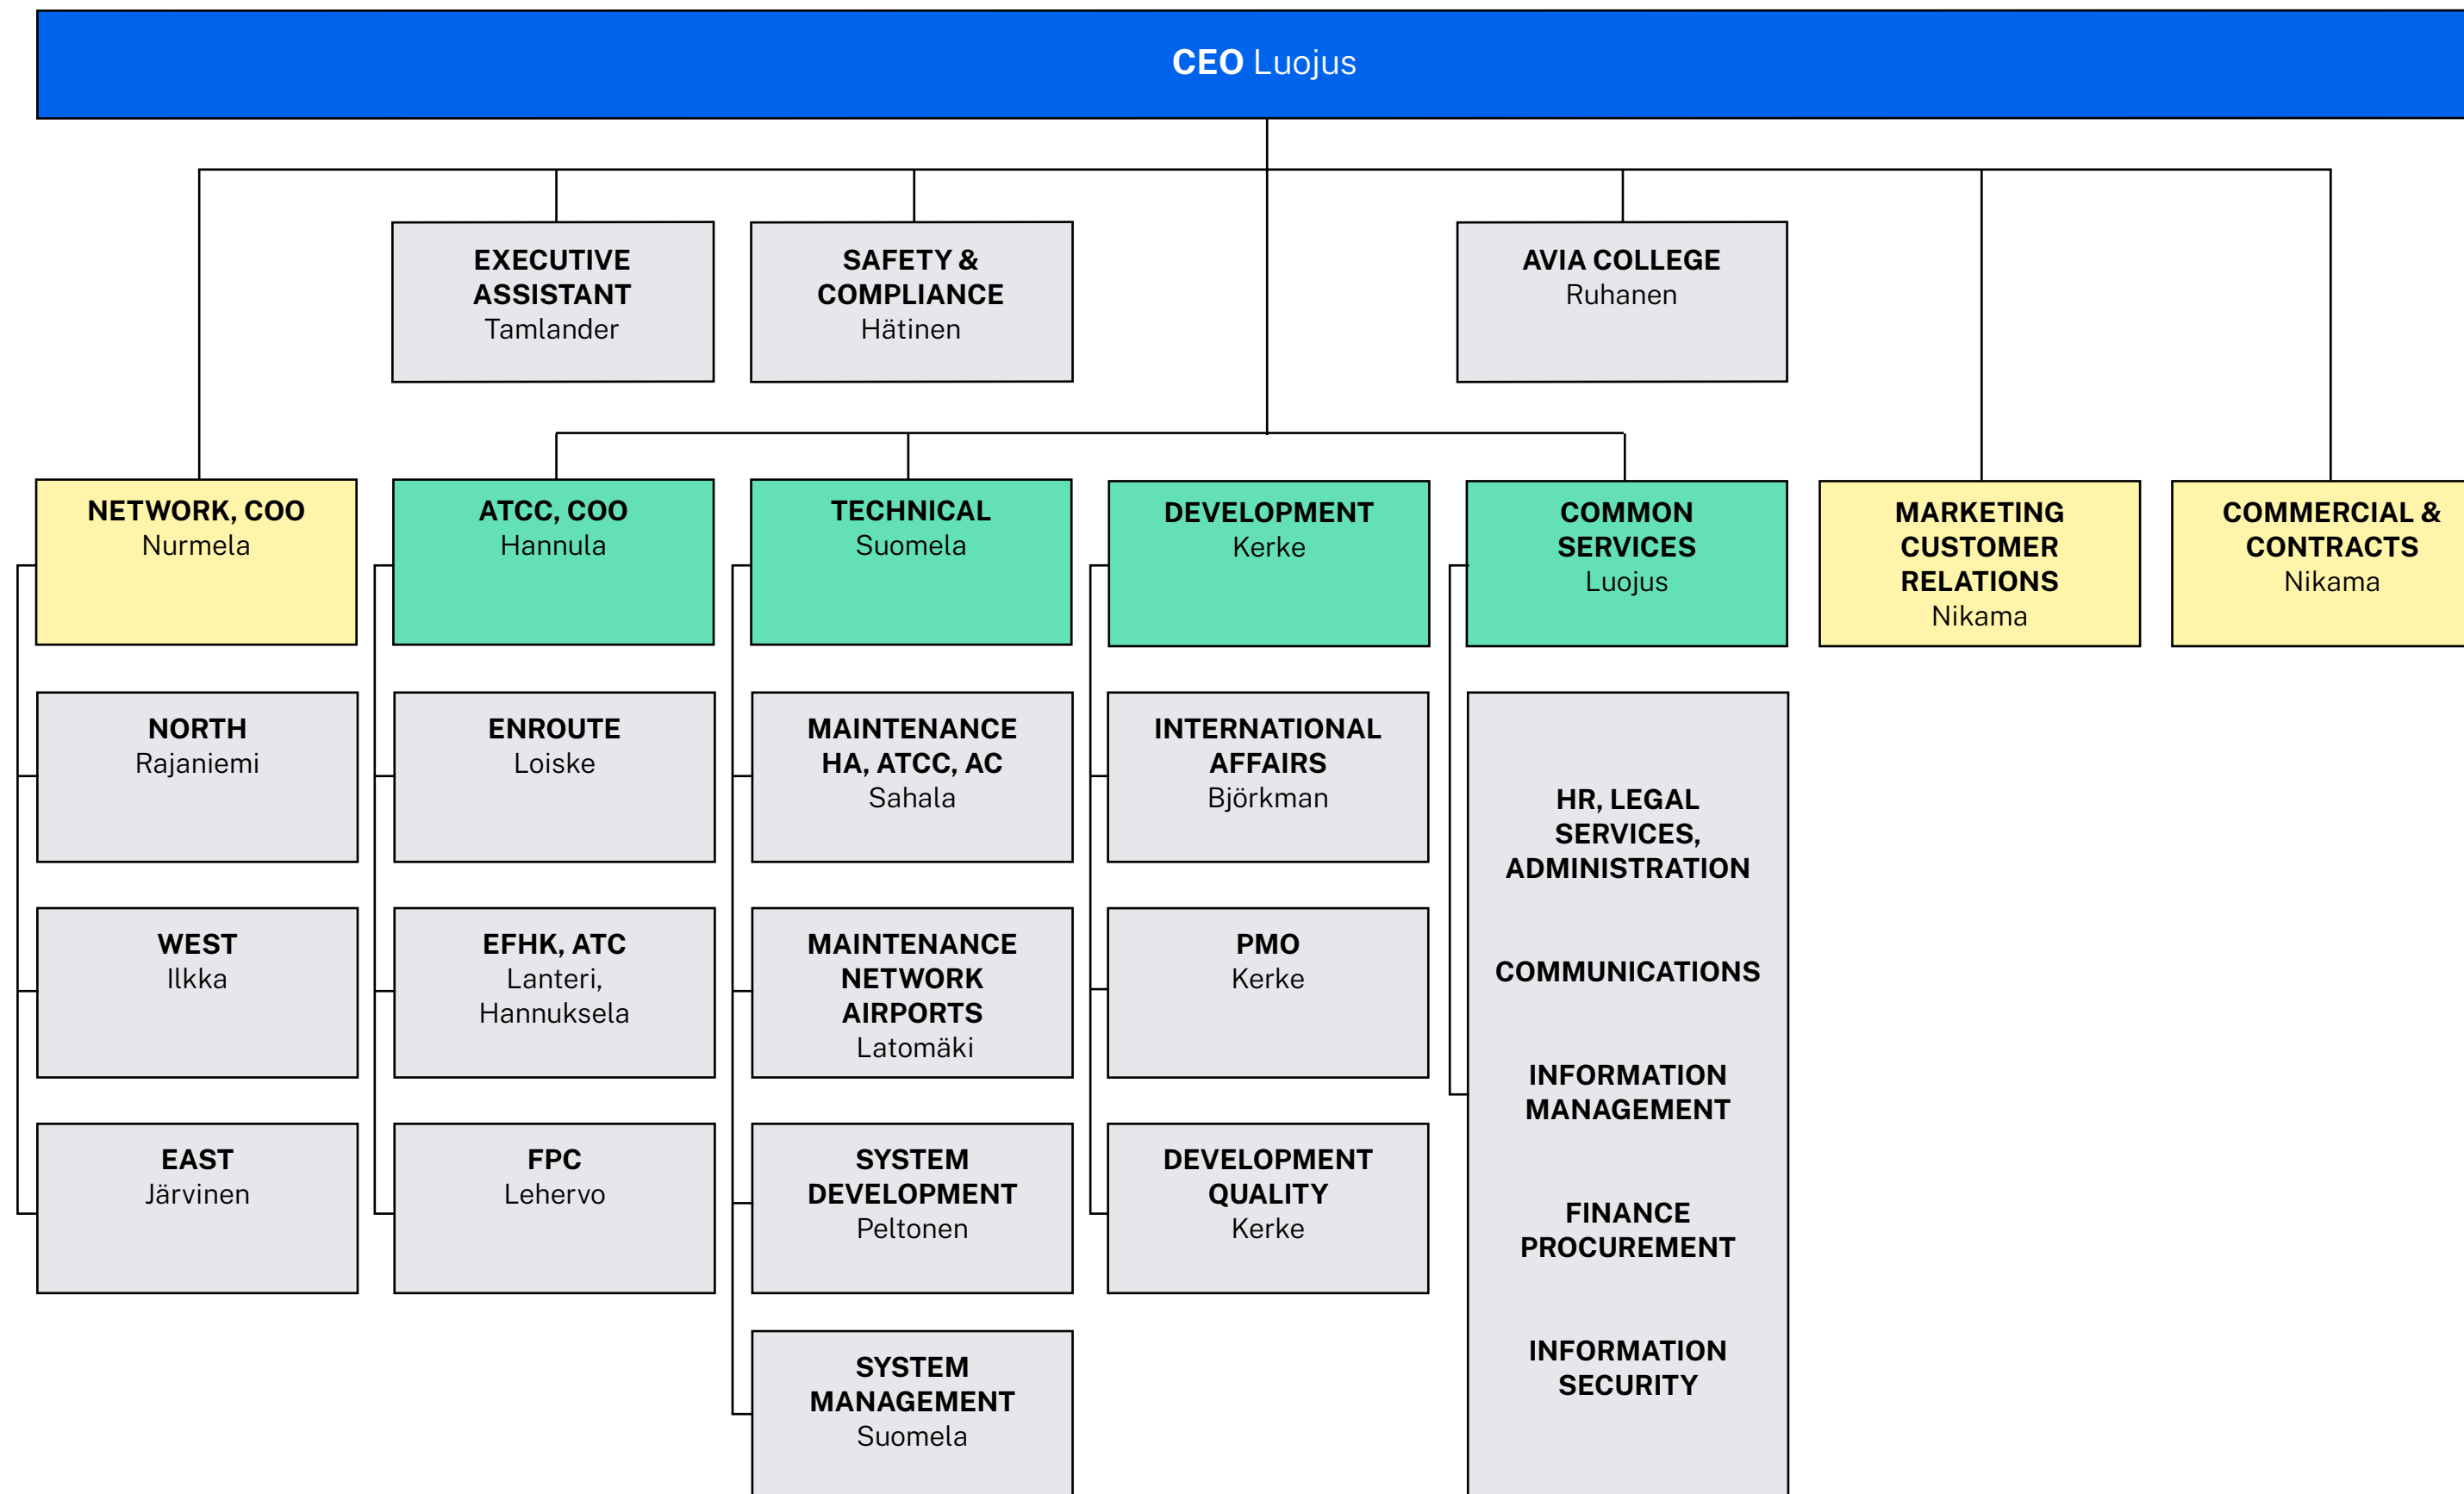 CEO Luojus
EXECUTIVE
ASSISTANT
Tamlander
SAFETY &
COMPLIANCE
Hätinen
AVIA COLLEGE
Ruhanen
NETWORK, COO
Nurmela
ATCC, COO
Hannula
TECHNICAL
Suomela
DEVELOPMENT
Kerke
COMMON
SERVICES
Luojus
MARKETING
CUSTOMER
RELATIONS
Nikama
COMMERCIAL &
CONTRACTS
Nikama
NORTH
Rajaniemi
WEST
Ilkka
EAST
Järvinen
ENROUTE
Loiske
EFHK, ATC
Lanteri,
Hannuksela
FPC
Lehervo
MAINTENANCE
HA, ATCC, AC
Sahala
MAINTENANCE
NETWORK
AIRPORTS
Latomäki
SYSTEM
DEVELOPMENT
Peltonen
SYSTEM
MANAGEMENT
Suomela
INTERNATIONAL
AFFAIRS
Björkman
PMO
Kerke
DEVELOPMENT
QUALITY
Kerke
HR, LEGAL
SERVICES,
ADMINISTRATION
COMMUNICATIONS
INFORMATION
MANAGEMENT
FINANCE
PROCUREMENT
INFORMATION
SECURITY